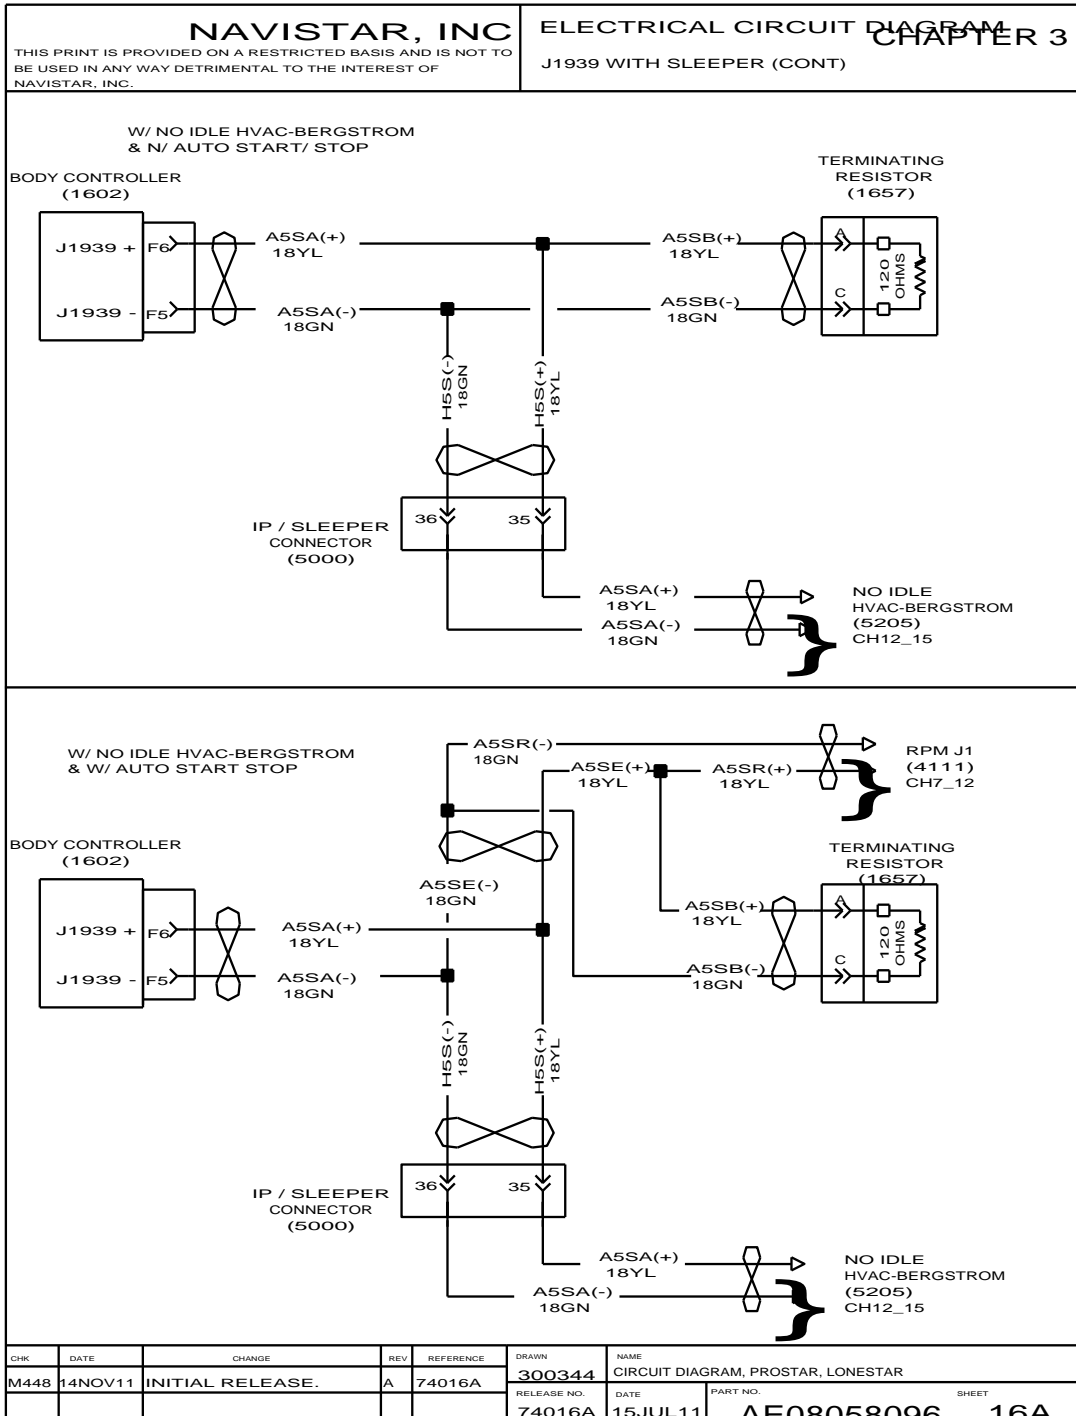 NAVISTAR, INC
THIS PRINT IS PROVIDED ON A RESTRICTED BASIS AND IS NOT TO
BE USED IN ANY WAY DETRIMENTAL TO THE INTEREST OF
NAVISTAR, INC.
ELECTRICAL CIRCUIT DIAGRAM
CHAPTER 3
J1939 WITH SLEEPER (CONT)
W/ NO IDLE HVAC-BERGSTROM
& N/ AUTO START/ STOP
BODY CONTROLLER
(1602)
TERMINATING
RESISTOR
(1657)
J1939 + F6
A5SA(+)
18YL
A5SB(+)
18YL
A
J1939 - F5
A5SA(-)
18GN
A5SB(-)
18GN
C
120
OHMS
H5S(-)
18GN
H5S(+)
18YL
36
35
IP / SLEEPER
CONNECTOR
(5000)
A5SA(+)
18YL
A5SA(-)
18GN
NO IDLE
HVAC-BERGSTROM
(5205)
CH12_15
W/ NO IDLE HVAC-BERGSTROM
& W/ AUTO START STOP
A5SR(-)
18GN
A5SE(+)
18YL
A5SR(+)
18YL
RPM J1
(4111)
CH7_12
BODY CONTROLLER
(1602)
TERMINATING
RESISTOR
(1657)
A5SE(-)
18GN
J1939 + F6
A5SA(+)
18YL
A5SB(+)
18YL
A
J1939 - F5
A5SA(-)
18GN
A5SB(-)
18GN
C
120
OHMS
H5S(-)
18GN
H5S(+)
18YL
36
35
IP / SLEEPER
CONNECTOR
(5000)
A5SA(+)
18YL
A5SA(-)
18GN
NO IDLE
HVAC-BERGSTROM
(5205)
CH12_15
CHK DATE CHANGE REV REFERENCE
M448 14NOV11 INITIAL RELEASE. A 74016A
DRAWN
300344
NAME
CIRCUIT DIAGRAM, PROSTAR, LONESTAR
RELEASE NO.
74016A
DATE
15JUL11
PART NO.
AE08058096
SHEET
16A